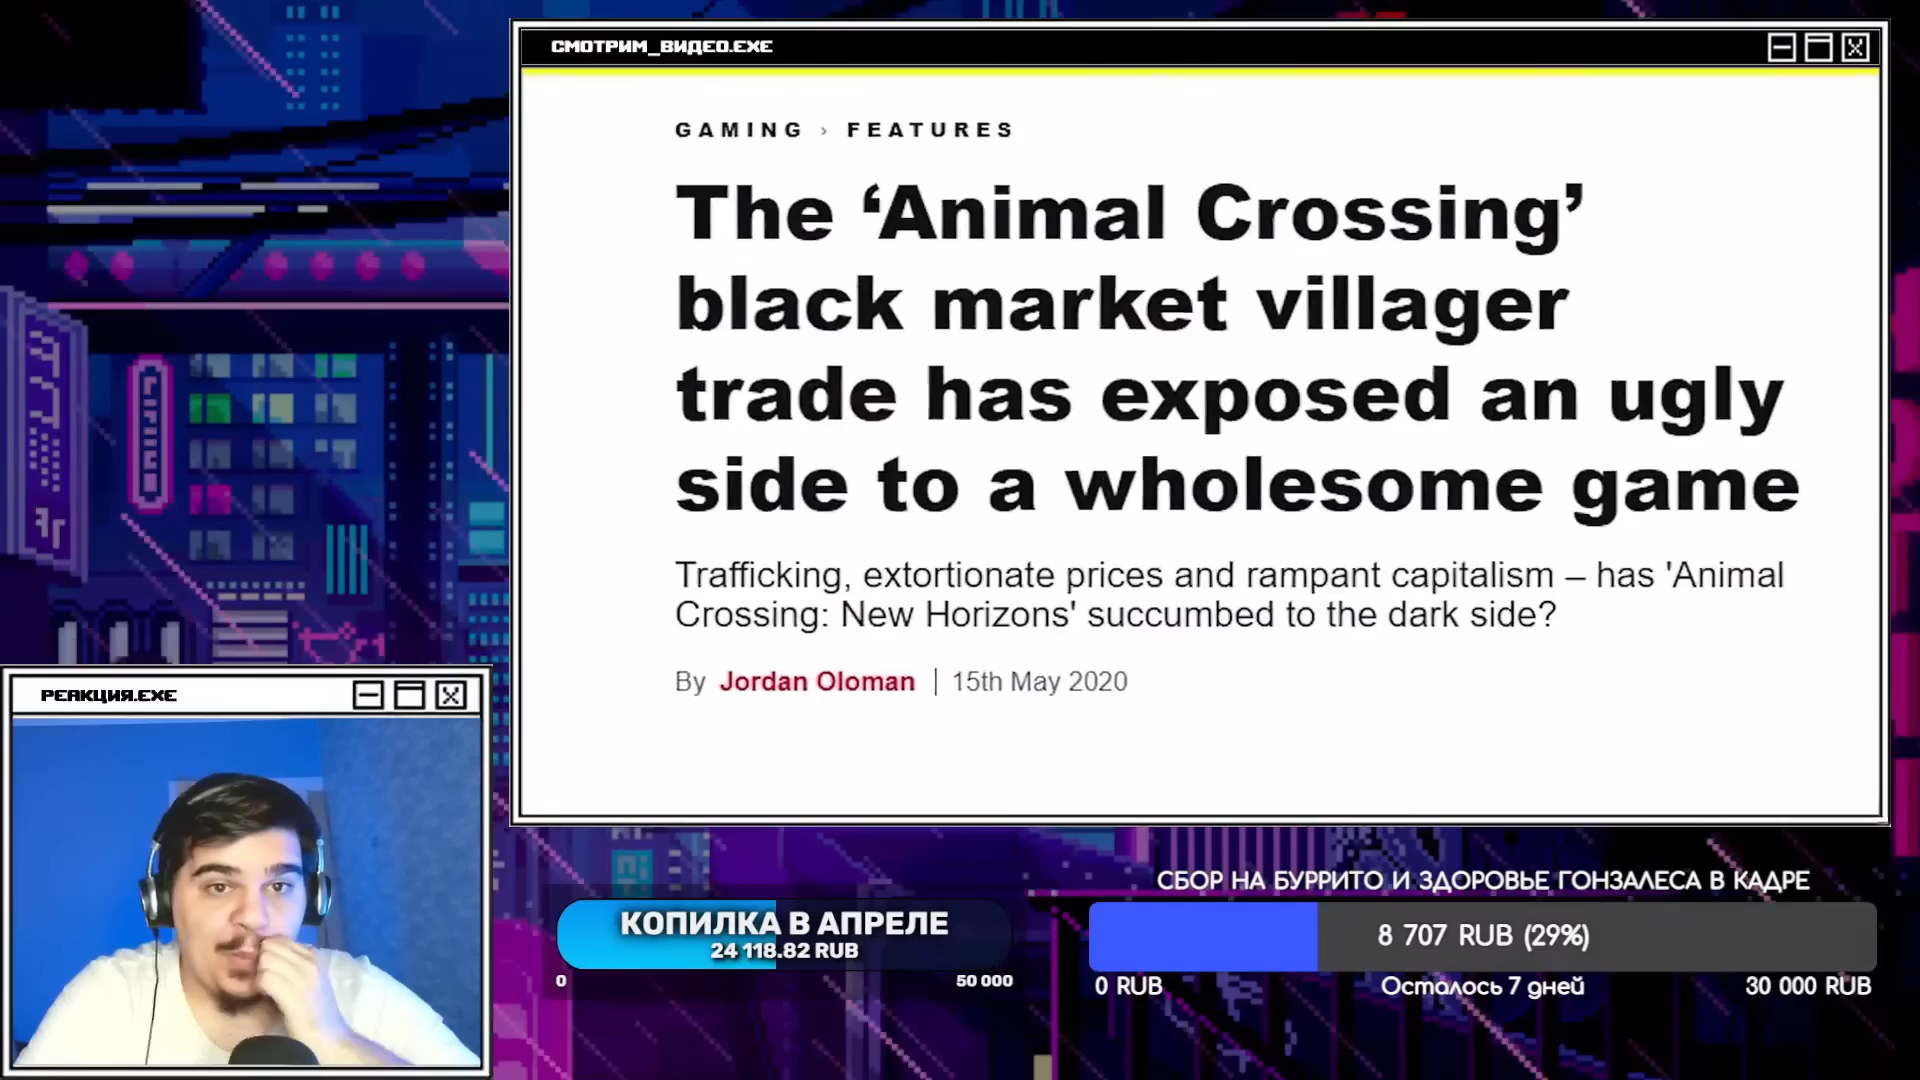 СМОТРИМ_ВИДЕО.EXE
GAMING › FEATURES
The ‘Animal Crossing’
black market villager
trade has exposed an ugly
side to a wholesome game
Trafficking, extortionate prices and rampant capitalism – has 'Animal
Crossing: New Horizons' succumbed to the dark side?
By Jordan Oloman | 15th May 2020
РЕАКЦИЯ.EXE
КОПИЛКА В АПРЕЛЕ
24 118.82 RUB
0
50 000
СБОР НА БУРРИТО И ЗДОРОВЬЕ ГОНЗАЛЕСА В КАДРЕ
8 707 RUB (29%)
0 RUB
Осталось 7 дней
30 000 RUB